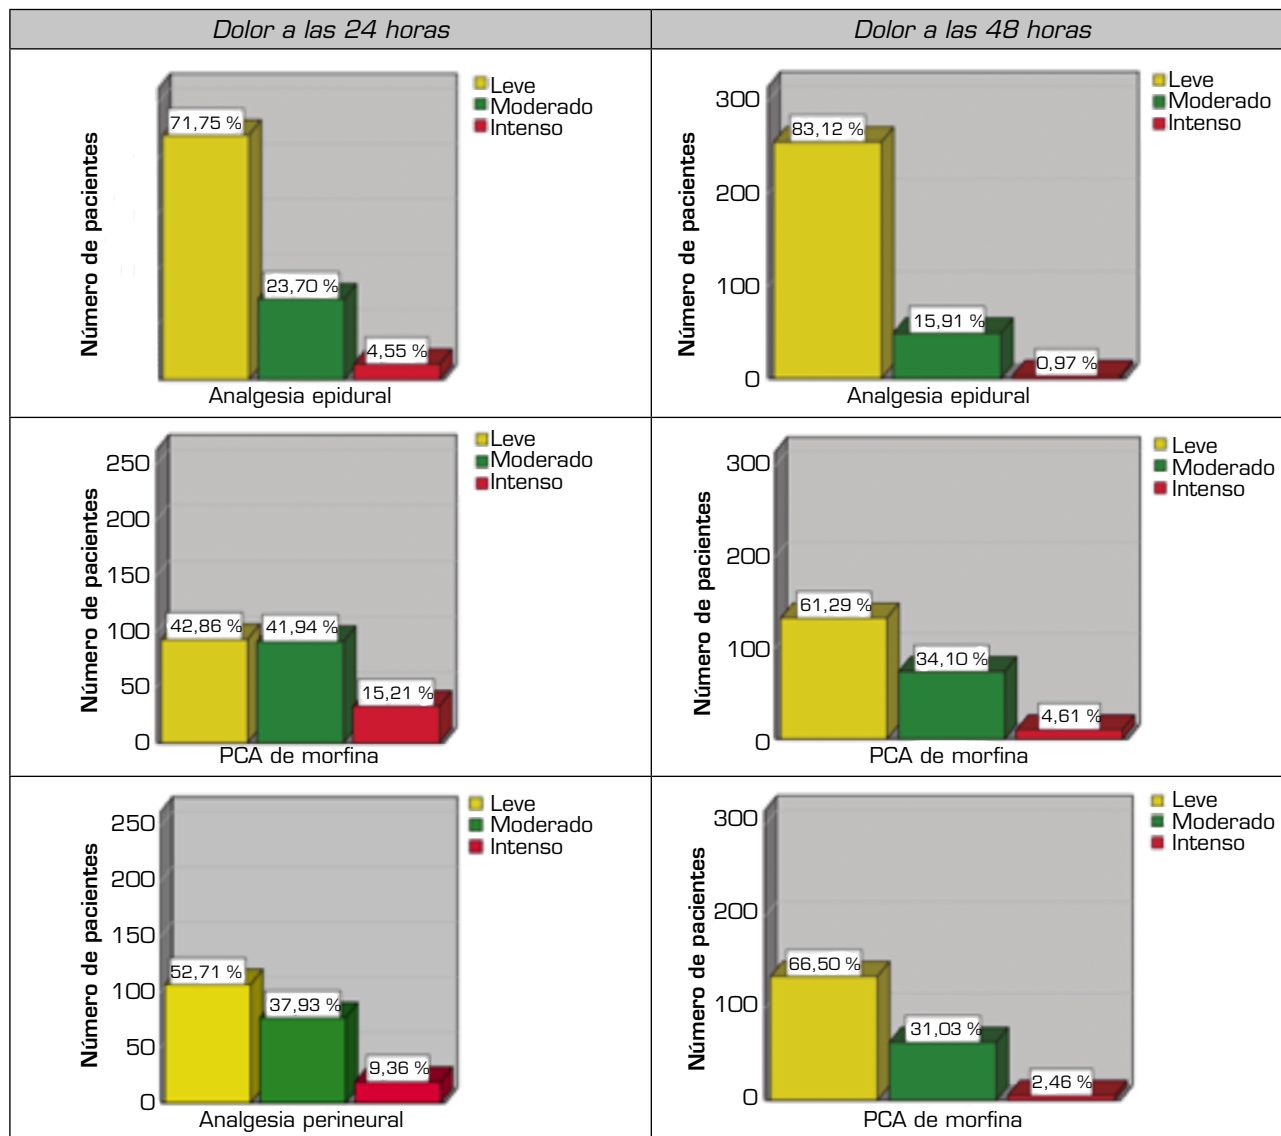 Dolor a las 24 horas
Dolor a las 48 horas
Número de pacientes
71,75 %
23,70 %
4,55 %
Leve
Moderado
Intenso
Analgesia epidural
Número de pacientes
300
200
100
0
83,12 %
15,91 %
0,97 %
Leve
Moderado
Intenso
Analgesia epidural
Número de pacientes
250
200
150
100
50
0
42,86 %
41,94 %
15,21 %
Leve
Moderado
Intenso
PCA de morfina
Número de pacientes
300
200
100
0
61,29 %
34,10 %
4,61 %
Leve
Moderado
Intenso
PCA de morfina
Número de pacientes
250
200
150
100
50
0
52,71 %
37,93 %
9,36 %
Leve
Moderado
Intenso
Analgesia perineural
Número de pacientes
300
200
100
0
66,50 %
31,03 %
2,46 %
Leve
Moderado
Intenso
PCA de morfina